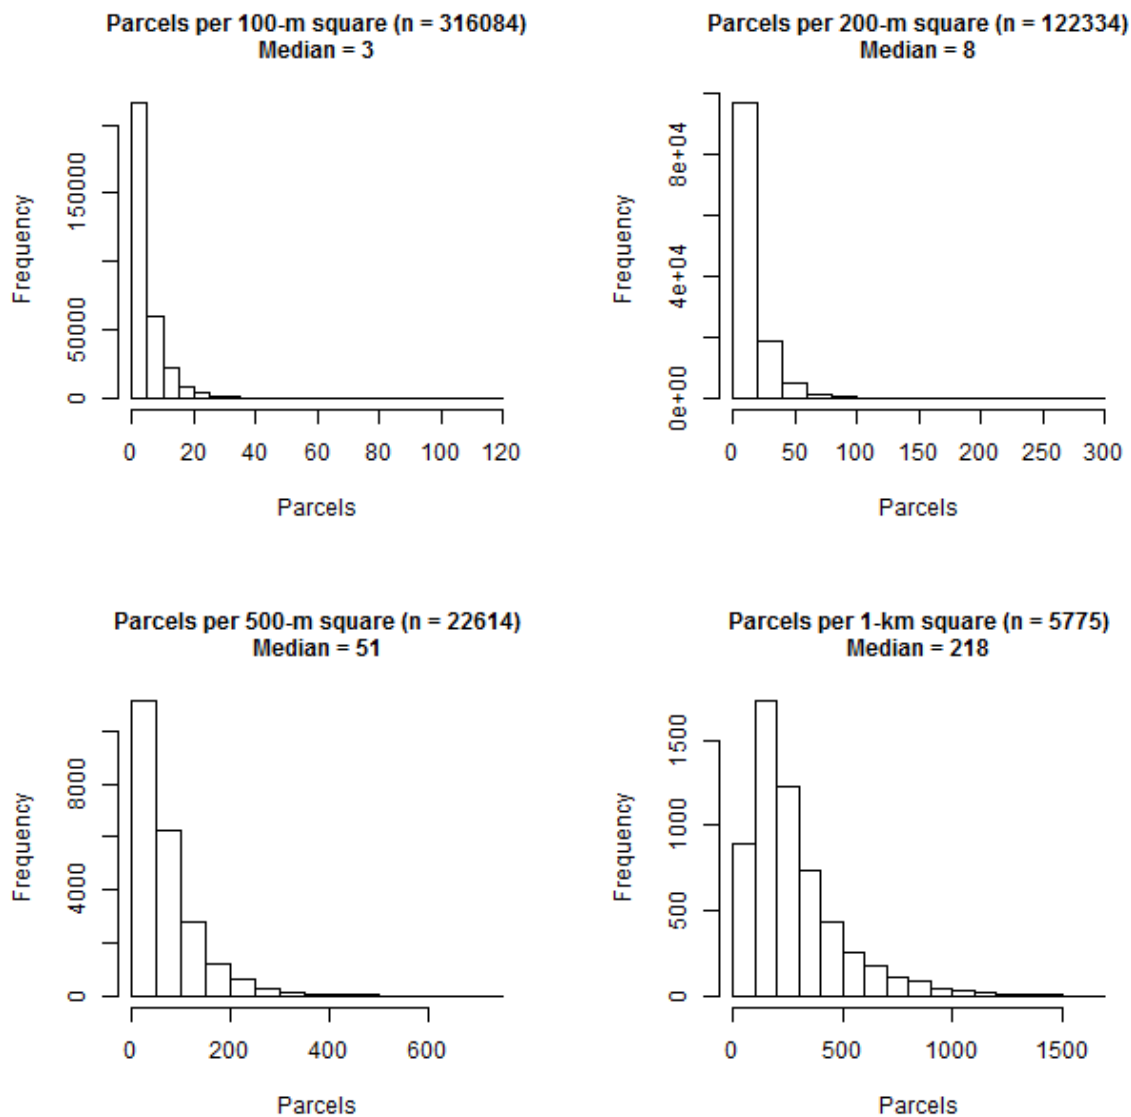 Parcels per 100-m square (n = 316084)
Median = 3
Frequency
150000
50000
0
0 20 40 60 80 100 120
Parcels
Parcels per 200-m square (n = 122334)
Median = 8
Frequency
8e+04
4e+04
0e+00
0 50 100 150 200 250 300
Parcels
Parcels per 500-m square (n = 22614)
Median = 51
Frequency
8000
4000
0
0 200 400 600
Parcels
Parcels per 1-km square (n = 5775)
Median = 218
Frequency
1500
1000
500
0
0 500 1000 1500
Parcels